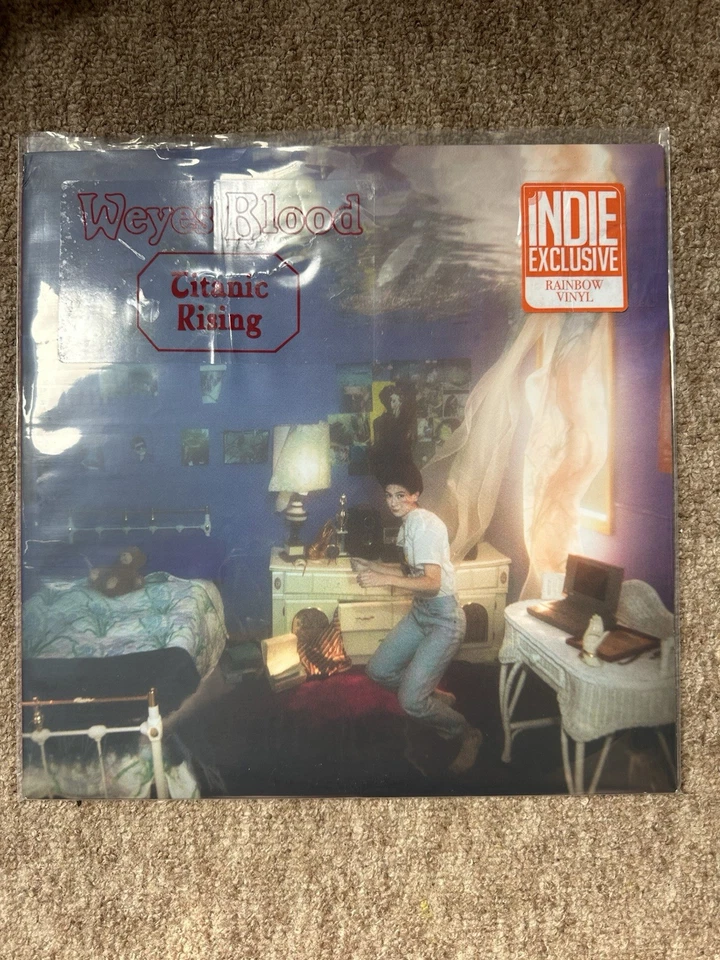 Weyes Blood
Titanic
Rising
INDIE
EXCLUSIVE
RAINBOW
VINYL